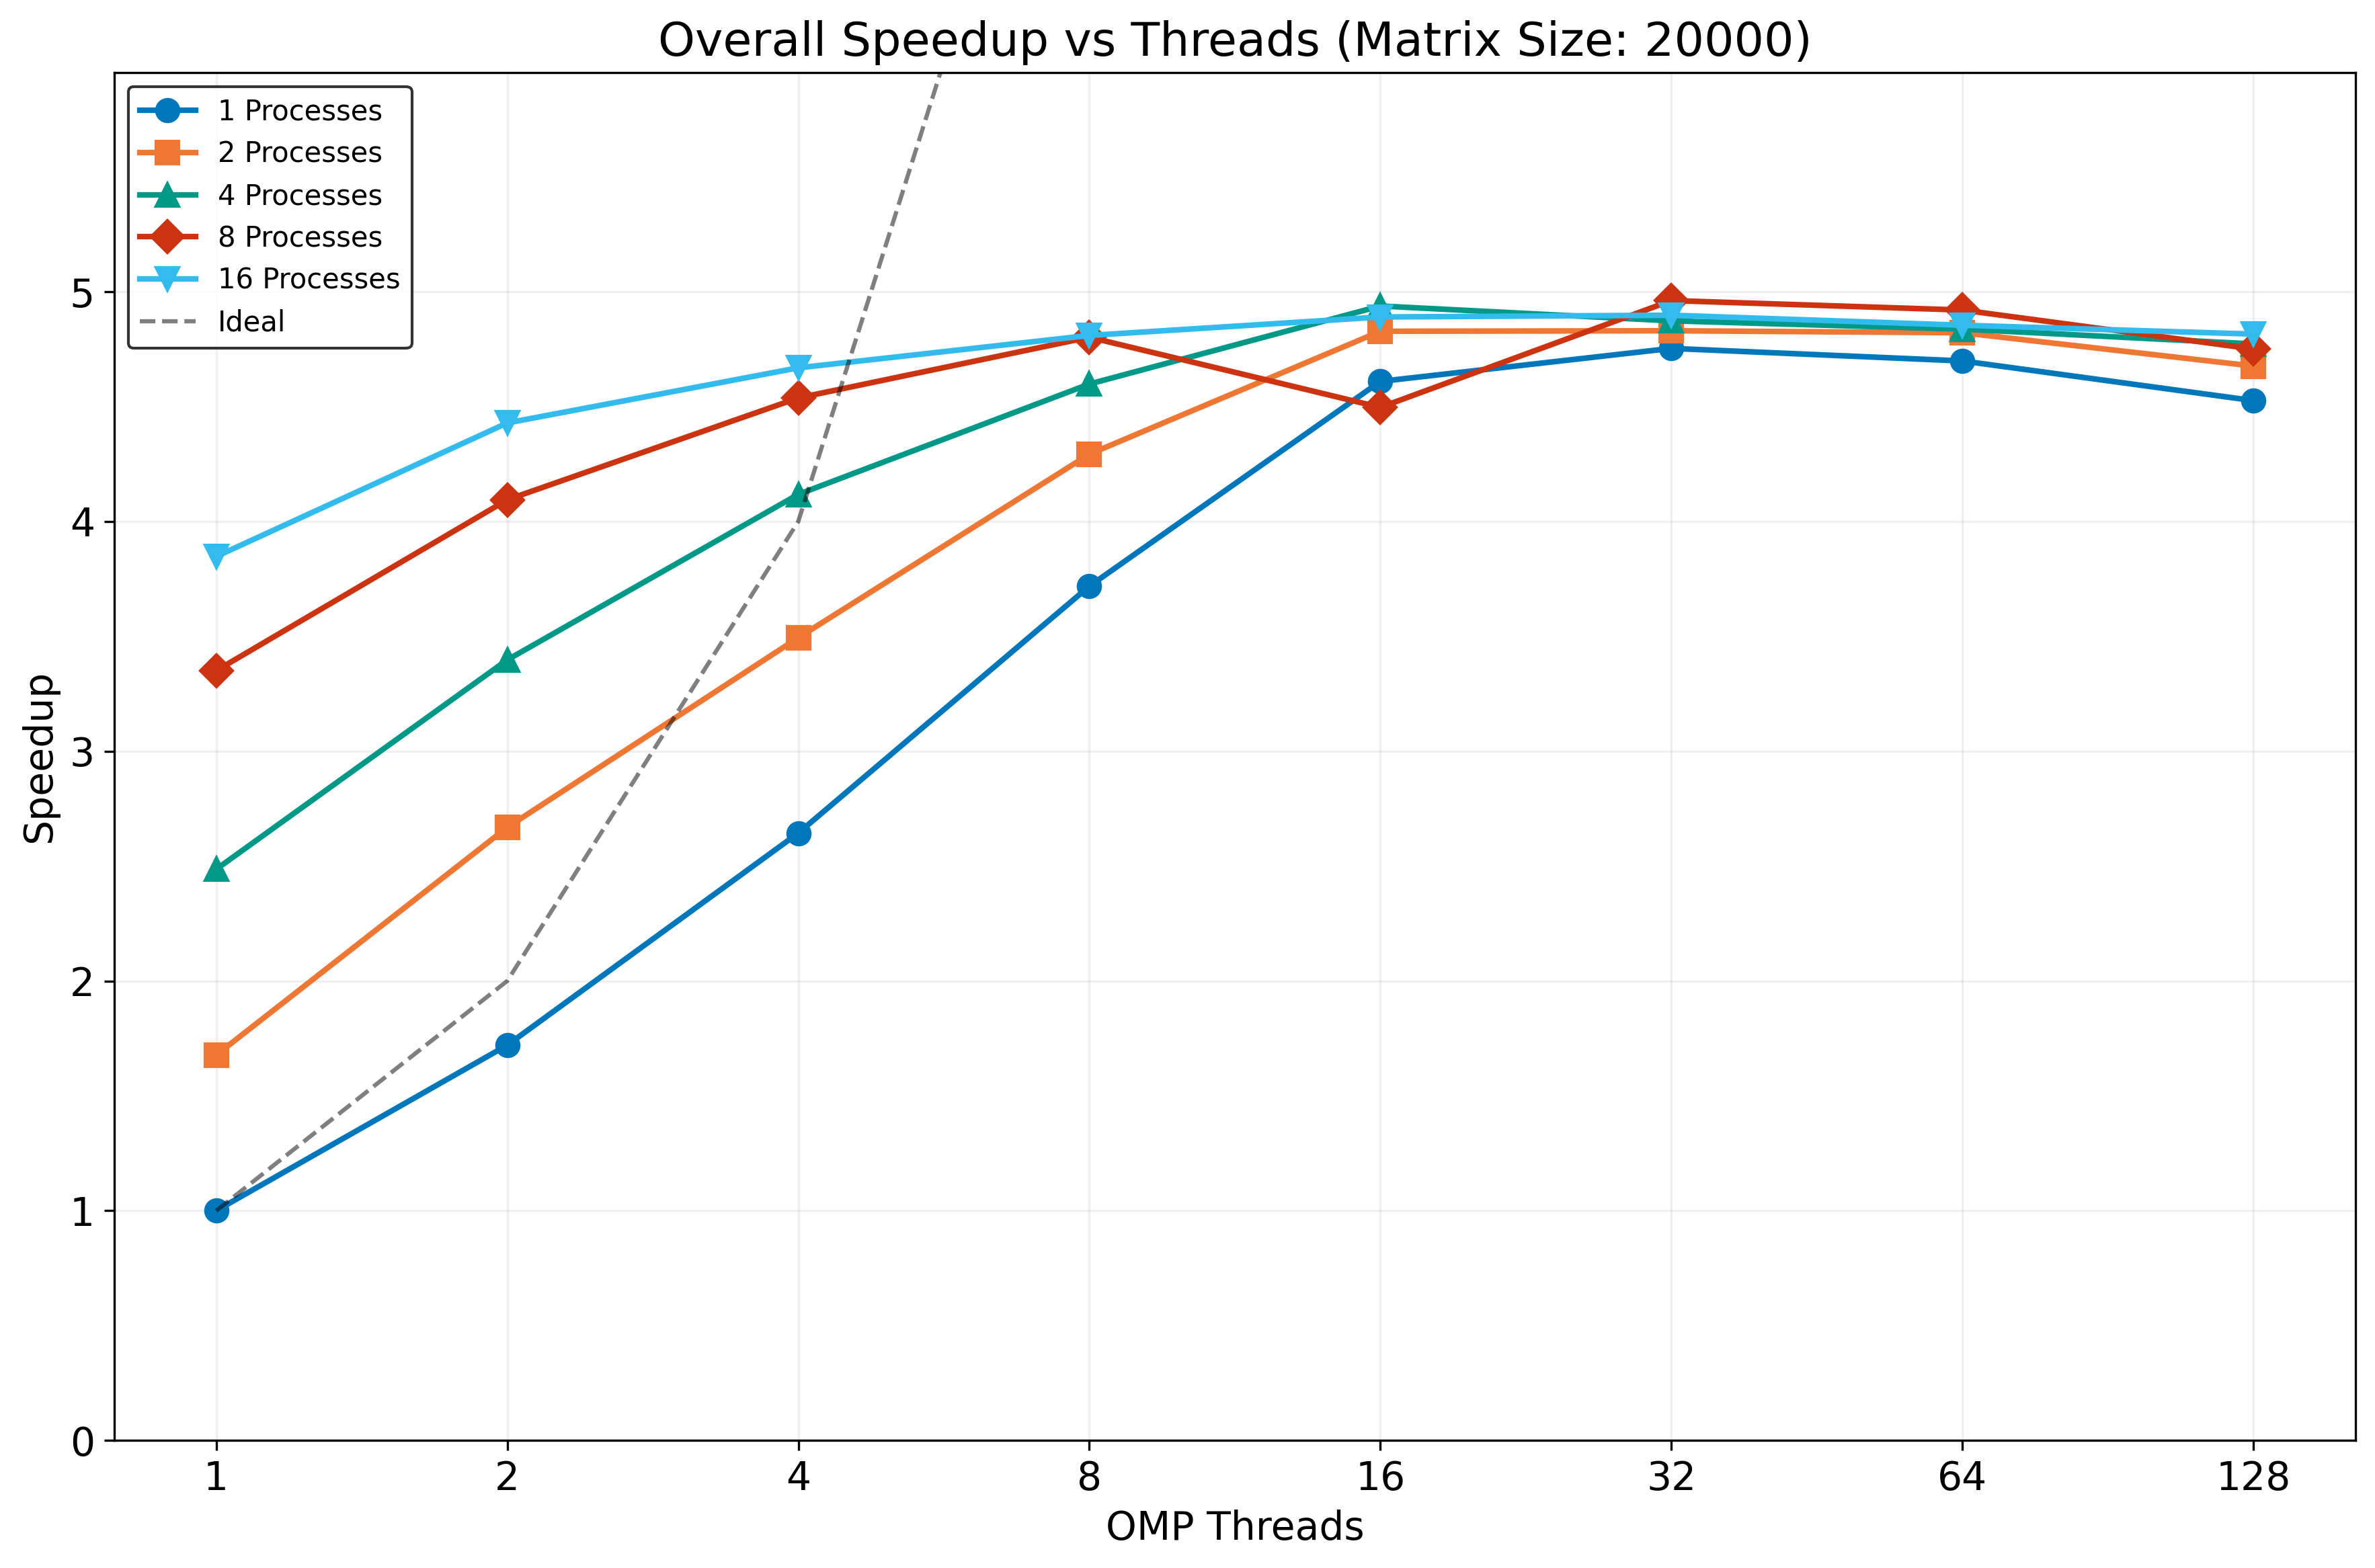 Overall Speedup vs Threads (Matrix Size: 20000)
1 Processes
2 Processes
4 Processes
8 Processes
16 Processes
Ideal
Speedup
5
4
3
2
1
0
1 2 4 8 16 32 64 128
OMP Threads